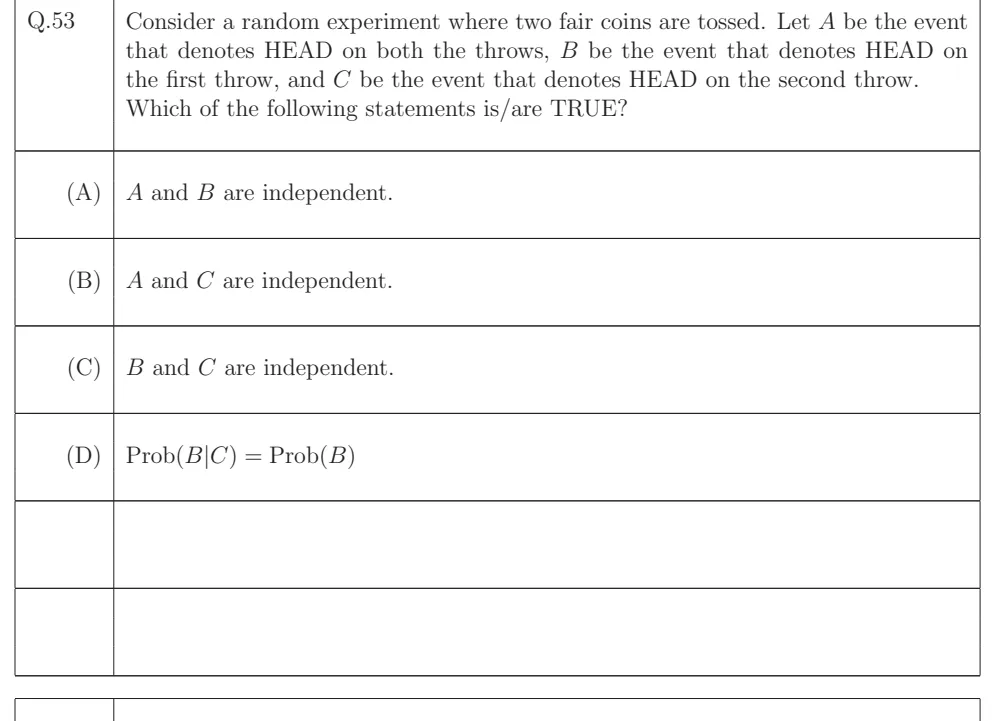 Q.53 Consider a random experiment where two fair coins are tossed. Let A be the event
that denotes HEAD on both the throws, B be the event that denotes HEAD on
the first throw, and C be the event that denotes HEAD on the second throw.
Which of the following statements is/are TRUE?
(A) A and B are independent.
(B) A and C are independent.
(C) B and C are independent.
(D) Prob(B|C) = Prob(B)